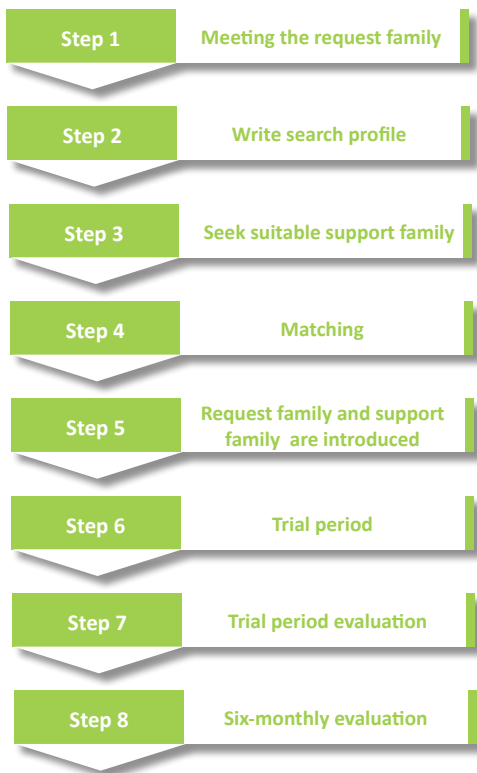 Step 1
Meeting the request family
Step 2
Write search profile
Step 3
Seek suitable support family
Step 4
Matching
Step 5
Request family and support
family are introduced
Step 6
Trial period
Step 7
Trial period evaluation
Step 8
Six-monthly evaluation